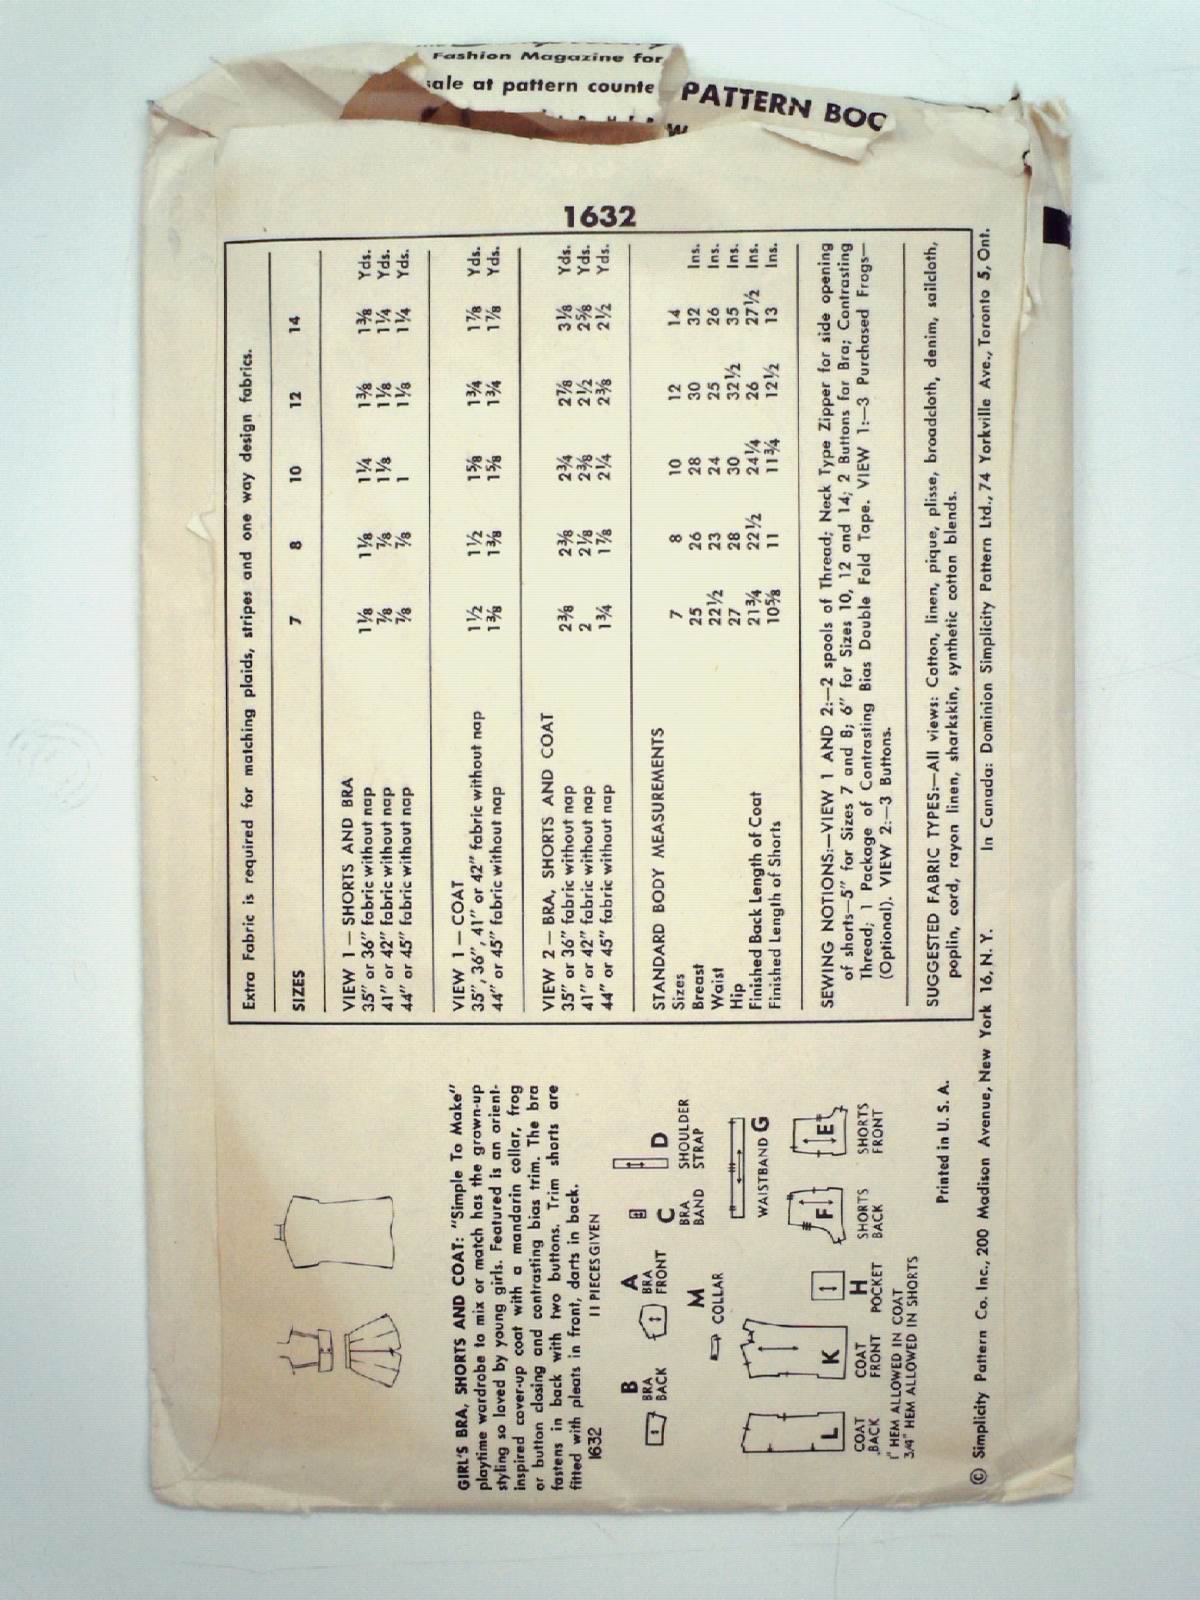 Fashion Magazine for
sale at pattern counte
PATTERN BOO
1632
Extra Fabric is required for matching plaids, stripes and one way design fabrics.
SIZES 7 8 10 12 14
VIEW 1 — SHORTS AND BRA
35" or 36" fabric without nap 1⅛ 1⅛ 1¼ 1⅜ 1⅜ Yds.
41" or 42" fabric without nap ⅞ ⅞ 1⅛ 1⅛ 1¼ Yds.
44" or 45" fabric without nap ⅞ ⅞ 1 1⅛ 1¼ Yds.
VIEW 1 — COAT
35", 36", 41" or 42" fabric without nap 1½ 1½ 1⅝ 1¾ 1⅞ Yds.
44" or 45" fabric without nap 1⅜ 1⅜ 1⅝ 1¾ 1⅞ Yds.
VIEW 2 — BRA, SHORTS AND COAT
35" or 36" fabric without nap 2⅜ 2⅜ 2¾ 2⅞ 3⅛ Yds.
41" or 42" fabric without nap 2 2⅛ 2⅜ 2½ 2⅝ Yds.
44" or 45" fabric without nap 1¾ 1⅞ 2¼ 2⅜ 2½ Yds.
STANDARD BODY MEASUREMENTS
Sizes 7 8 10 12 14
Breast 25 26 28 30 32 Ins.
Waist 22½ 23 24 25 26 Ins.
Hip 27 28 30 32½ 35 Ins.
Finished Back Length of Coat 21¾ 22½ 24¼ 26 27½ Ins.
Finished Length of Shorts 10⅝ 11 11¾ 12½ 13 Ins.
SEWING NOTIONS:—VIEW 1 AND 2:—2 spools of Thread; Neck Type Zipper for side opening
of shorts—5" for Sizes 7 and 8; 6" for Sizes 10, 12 and 14; 2 Buttons for Bra; Contrasting
Thread; 1 Package of Contrasting Bias Double Fold Tape. VIEW 1:—3 Purchased Frogs—
(Optional). VIEW 2:—3 Buttons.
SUGGESTED FABRIC TYPES:—All views: Cotton, linen, pique, plisse, broadcloth, denim, sailcloth,
poplin, cord, rayon linen, sharkskin, synthetic cotton blends.
GIRL'S BRA, SHORTS AND COAT: "Simple To Make"
playtime wardrobe to mix or match has the grown-up
styling so loved by young girls. Featured is an orient-
inspired cover-up coat with a mandarin collar, frog
or button closing and contrasting bias trim. The bra
fastens in back with two buttons. Trim shorts are
fitted with pleats in front, darts in back.
1632 11 PIECES GIVEN
B
BRA
BACK
A
BRA
FRONT
C
BRA
BAND
D
SHOULDER
STRAP
M
COLLAR
WAISTBAND G
L
COAT
BACK
K
COAT
FRONT
H
POCKET
F
SHORTS
BACK
E
SHORTS
FRONT
1" HEM ALLOWED IN COAT
3/4" HEM ALLOWED IN SHORTS
Printed in U. S. A.
© Simplicity Pattern Co. Inc., 200 Madison Avenue, New York 16, N. Y. In Canada: Dominion Simplicity Pattern Ltd., 74 Yorkville Ave., Toronto 5, Ont.